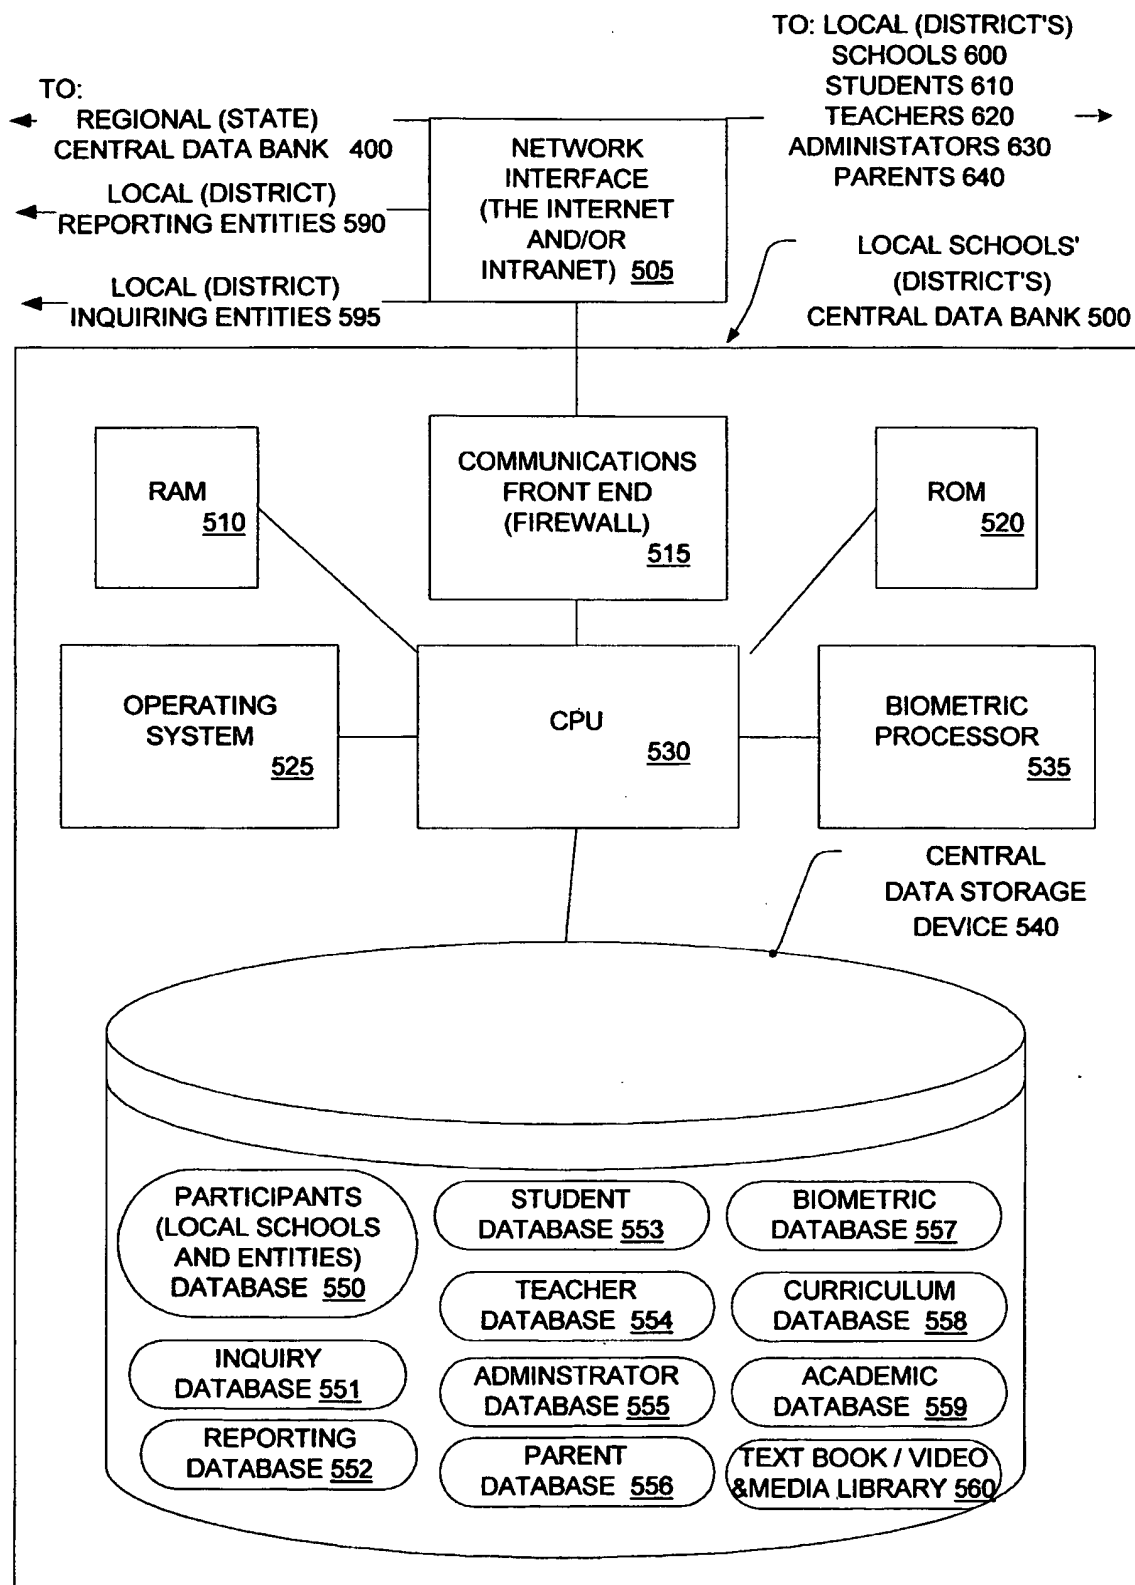 TO: LOCAL (DISTRICT'S)
SCHOOLS 600
STUDENTS 610
TEACHERS 620
ADMINISTATORS 630
PARENTS 640
TO:
REGIONAL (STATE)
CENTRAL DATA BANK 400
LOCAL (DISTRICT)
REPORTING ENTITIES 590
LOCAL (DISTRICT)
INQUIRING ENTITIES 595
NETWORK
INTERFACE
(THE INTERNET
AND/OR
INTRANET) 505
LOCAL SCHOOLS'
(DISTRICT'S)
CENTRAL DATA BANK 500
RAM
510
COMMUNICATIONS
FRONT END
(FIREWALL)
515
ROM
520
OPERATING
SYSTEM
525
CPU
530
BIOMETRIC
PROCESSOR
535
CENTRAL
DATA STORAGE
DEVICE 540
PARTICIPANTS
(LOCAL SCHOOLS
AND ENTITIES)
DATABASE 550
INQUIRY
DATABASE 551
REPORTING
DATABASE 552
STUDENT
DATABASE 553
TEACHER
DATABASE 554
ADMINSTRATOR
DATABASE 555
PARENT
DATABASE 556
BIOMETRIC
DATABASE 557
CURRICULUM
DATABASE 558
ACADEMIC
DATABASE 559
TEXT BOOK / VIDEO
&MEDIA LIBRARY 560